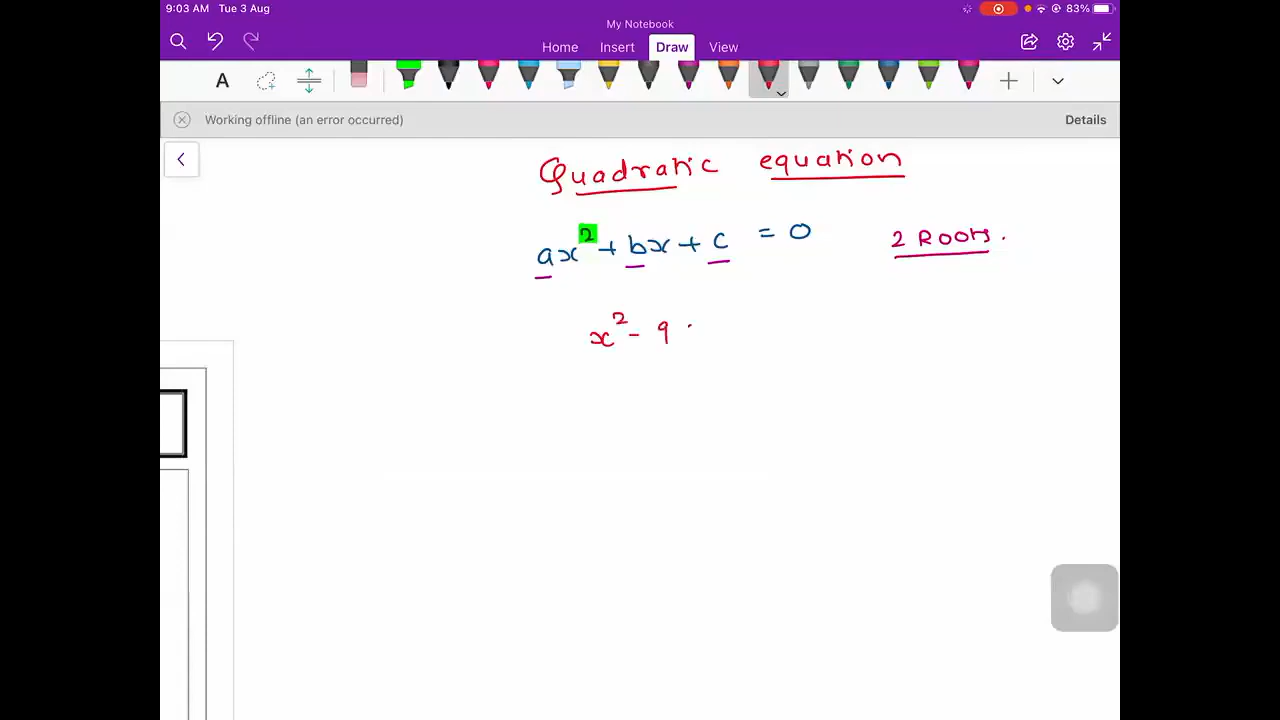 9:03 AM Tue 3 Aug 83%
My Notebook
Home Insert Draw View
A
Working offline (an error occurred) Details
Quadratic equation
ax² + bx + c = 0 2 Roots.
x² - 9